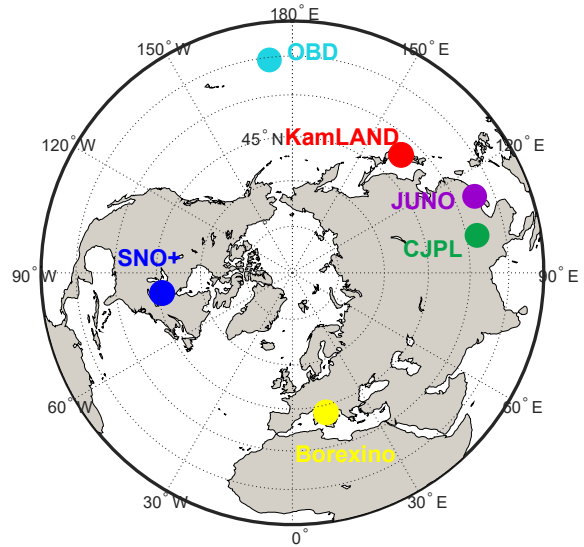 180° E
150° W
OBD
150° E
120° W
45° N
KamLAND
120° E
JUNO
CJPL
SNO+
90° W
90° E
60° W
60° E
Borexino
30° W
30° E
0°